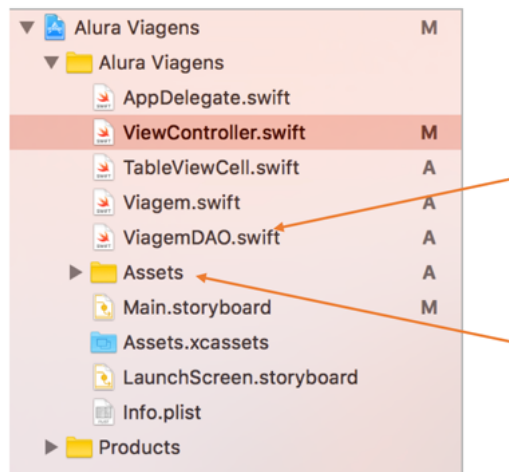 Alura Viagens M
Alura Viagens
AppDelegate.swift
ViewController.swift M
TableViewCell.swift A
Viagem.swift A
ViagemDAO.swift A
Assets A
Main.storyboard M
Assets.xcassets
LaunchScreen.storyboard
Info.plist
Products